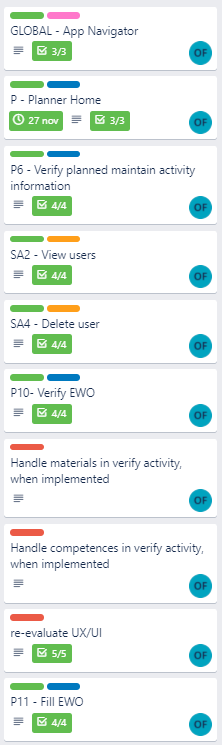 GLOBAL - App Navigator
3/3
OF
P - Planner Home
27 nov
3/3
OF
P6 - Verify planned maintain activity
information
4/4
OF
SA2 - View users
4/4
OF
SA4 - Delete user
4/4
OF
P10- Verify EWO
4/4
OF
Handle materials in verify activity,
when implemented
OF
Handle competences in verify activity,
when implemented
OF
re-evaluate UX/UI
5/5
OF
P11 - Fill EWO
4/4
OF